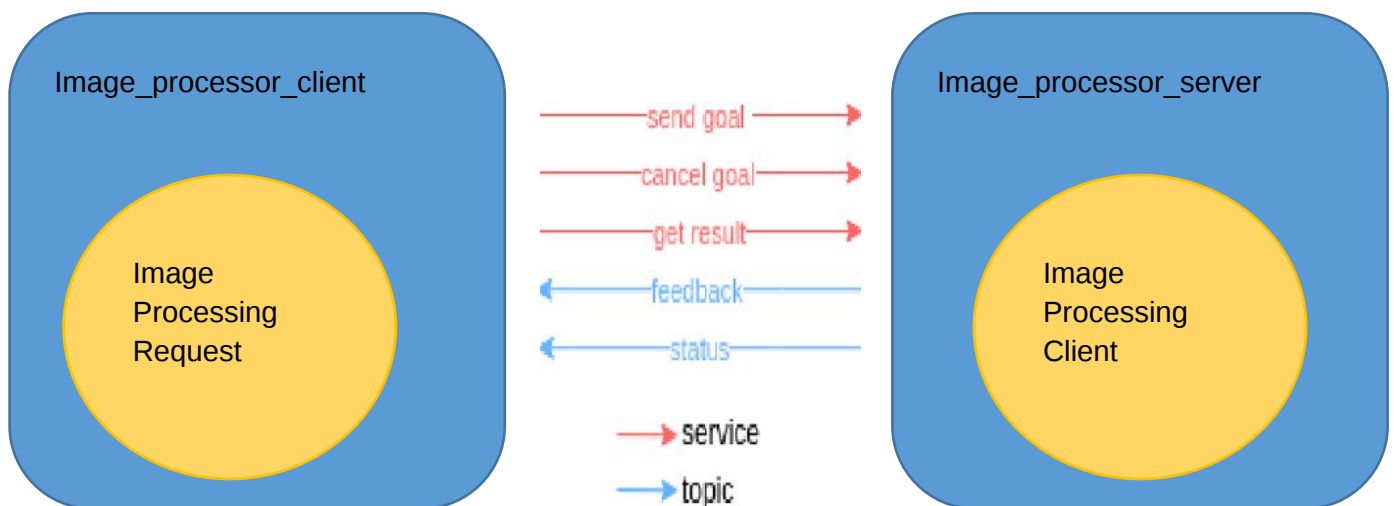 Image_processor_client
Image
Processing
Request
send goal
cancel goal
get result
feedback
status
service
topic
Image_processor_server
Image
Processing
Client